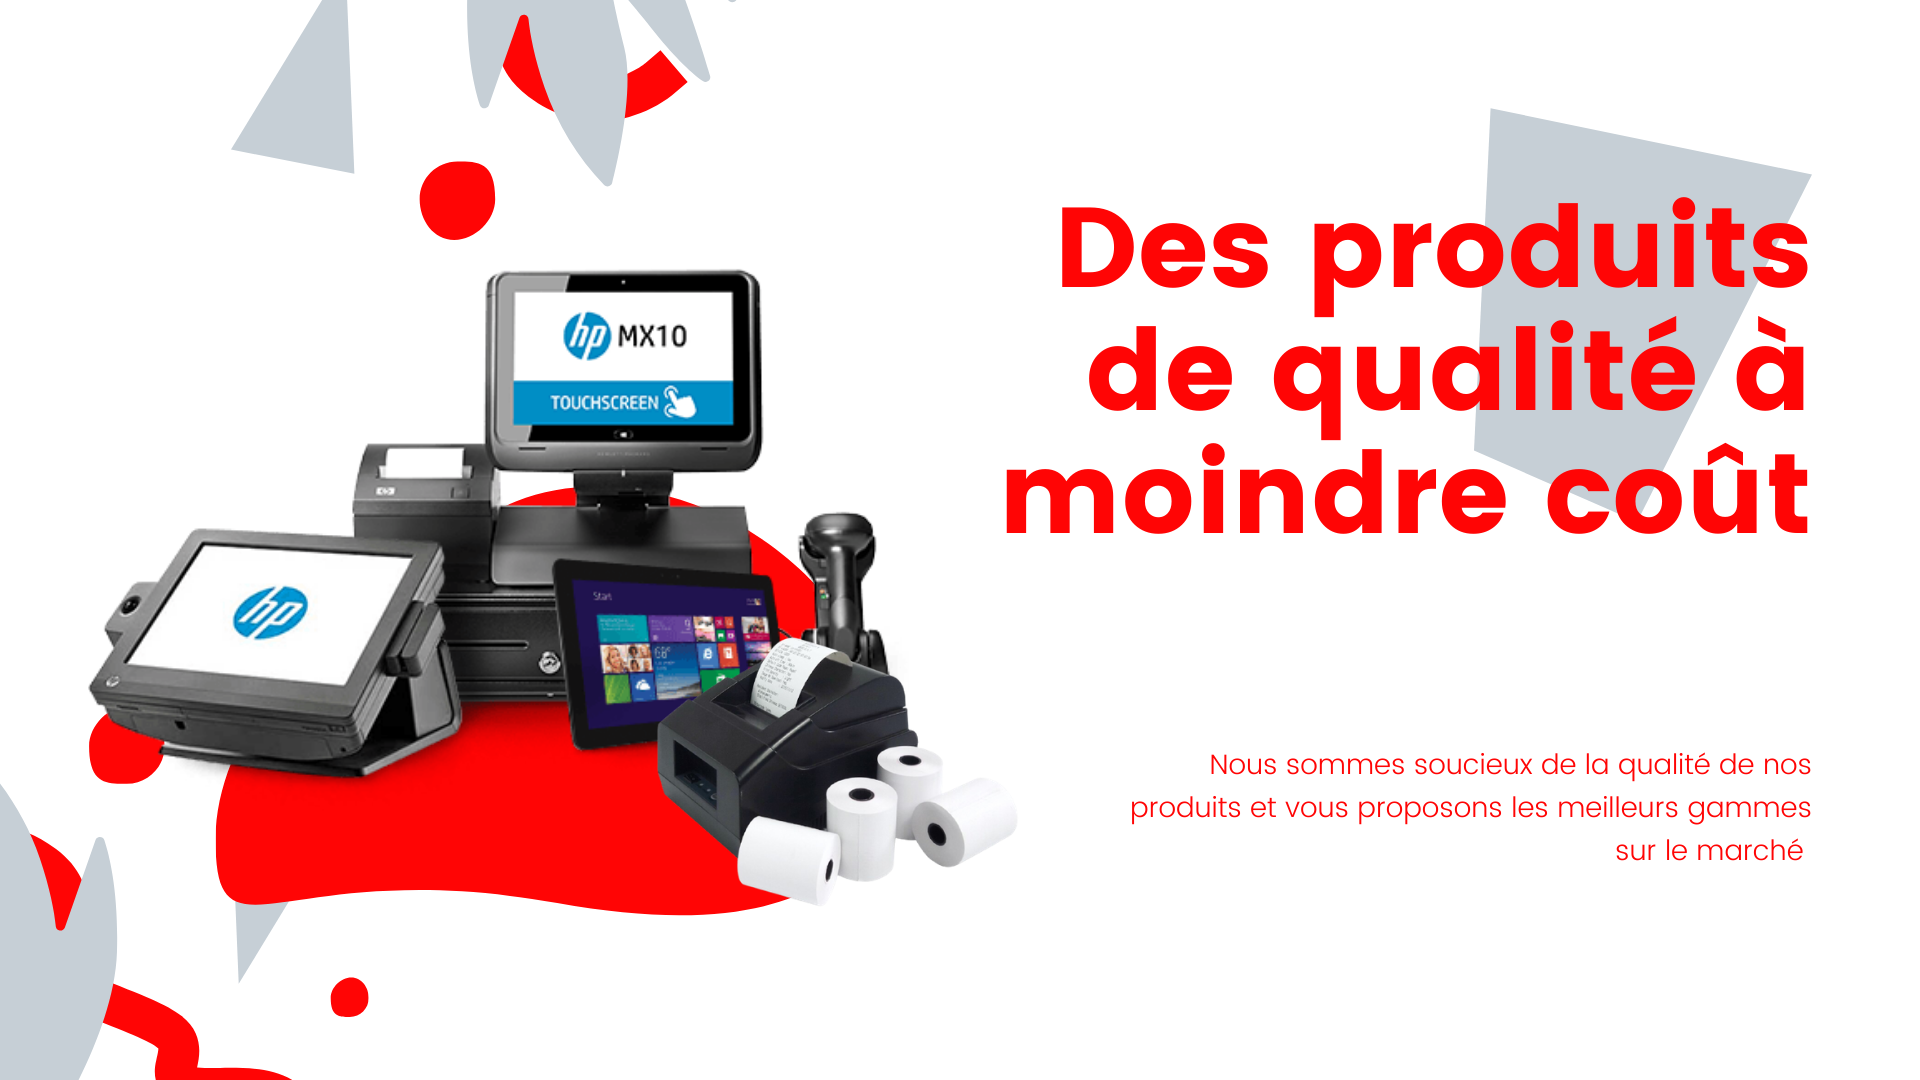 Des produits
de qualité à
moindre coût
hp MX10
TOUCHSCREEN
hp
Start
Nous sommes soucieux de la qualité de nos
produits et vous proposons les meilleurs gammes
sur le marché